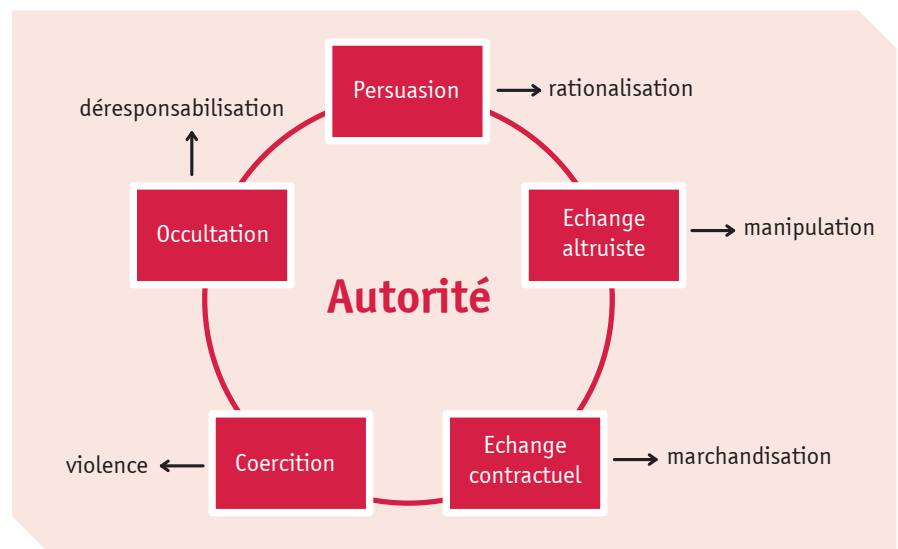 Persuasion
rationalisation
déresponsabilisation
Occultation
Echange
altruiste
manipulation
Autorité
violence
Coercition
Echange
contractuel
marchandisation